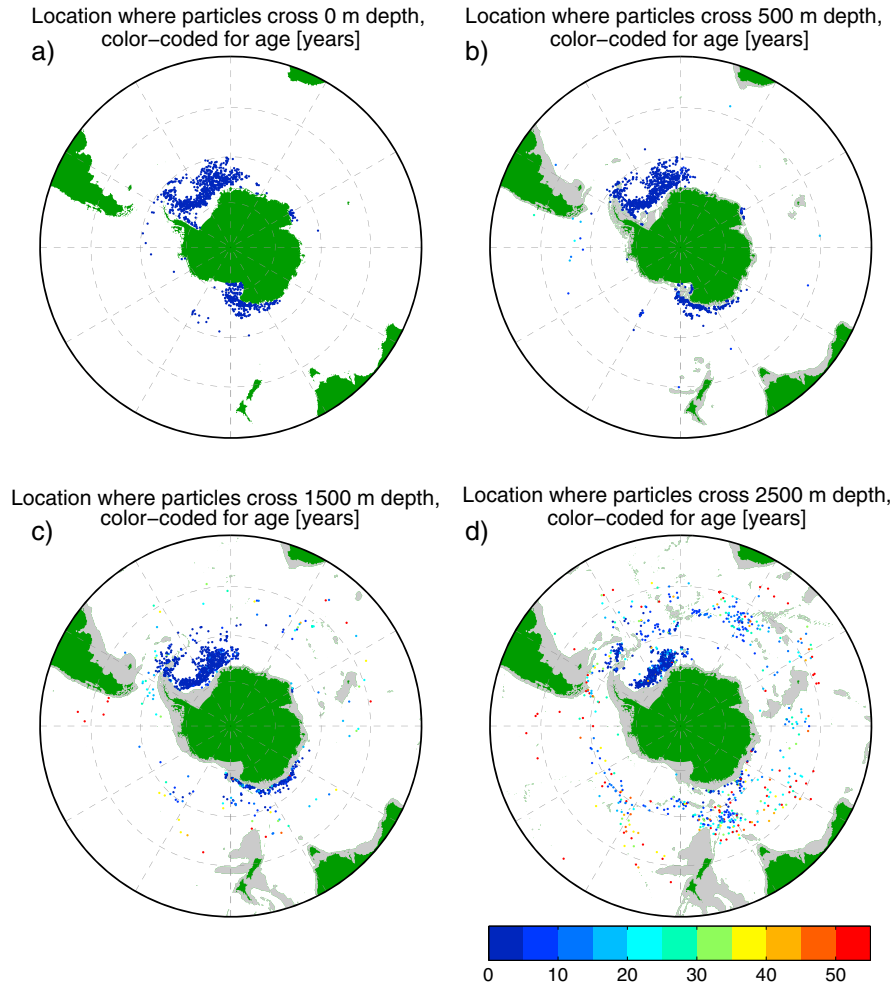 Location where particles cross 0 m depth,
color−coded for age [years]
a)
Location where particles cross 500 m depth,
color−coded for age [years]
b)
Location where particles cross 1500 m depth,
color−coded for age [years]
c)
Location where particles cross 2500 m depth,
color−coded for age [years]
d)
0 10 20 30 40 50